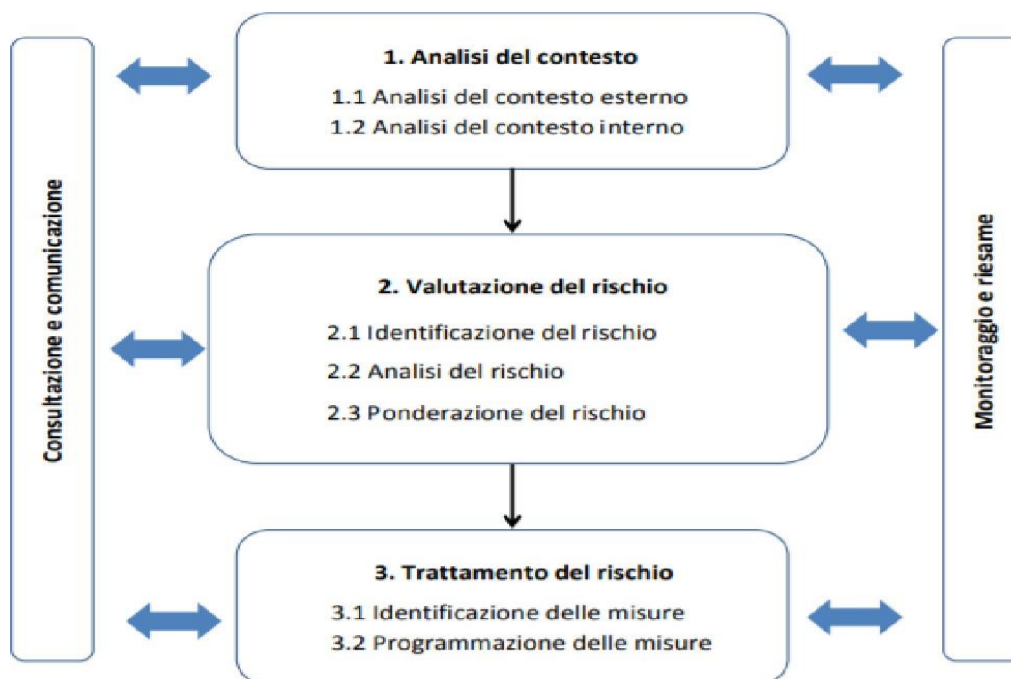 Consultazione e comunicazione
1. Analisi del contesto
1.1 Analisi del contesto esterno
1.2 Analisi del contesto interno
2. Valutazione del rischio
2.1 Identificazione del rischio
2.2 Analisi del rischio
2.3 Ponderazione del rischio
3. Trattamento del rischio
3.1 Identificazione delle misure
3.2 Programmazione delle misure
Monitoraggio e riesame